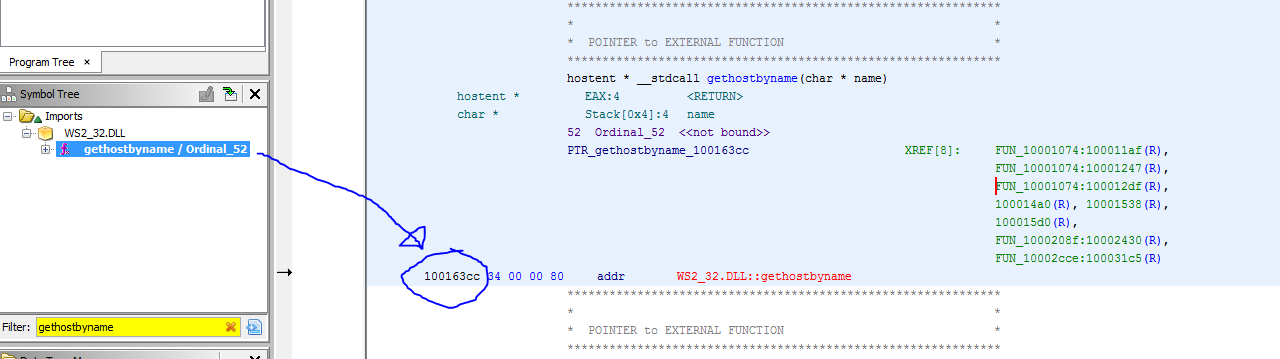 Program Tree ×
Symbol Tree
Imports
WS2_32.DLL
f gethostbyname / Ordinal_52
Filter: gethostbyname
*************************************************************
* *
* POINTER to EXTERNAL FUNCTION *
*************************************************************
hostent * __stdcall gethostbyname(char * name)
hostent * EAX:4 <RETURN>
char * Stack[0x4]:4 name
52 Ordinal_52 <<not bound>>
PTR_gethostbyname_100163cc XREF[8]: FUN_10001074:100011af(R),
FUN_10001074:10001247(R),
FUN_10001074:100012df(R),
100014a0(R), 10001538(R),
100015d0(R),
FUN_1000208f:10002430(R),
FUN_10002cce:100031c5(R)
100163cc 34 00 00 80 addr WS2_32.DLL::gethostbyname
*************************************************************
* *
* POINTER to EXTERNAL FUNCTION *
*************************************************************